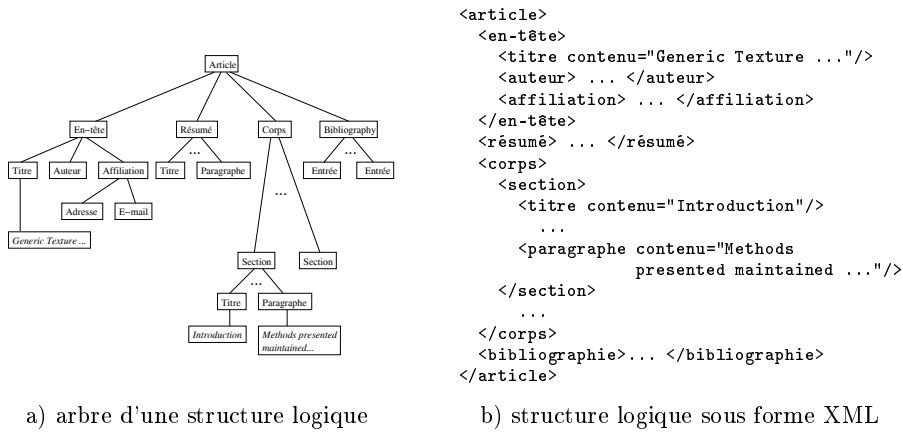 Article
En-tête
Résumé
Corps
Bibliography
...
...
Titre
Auteur
Affiliation
Titre
Paragraphe
Entrée
Entrée
...
Adresse
E-mail
Generic Texture ...
Section
Section
...
Titre
Paragraphe
Introduction
Methods presented
maintained...
a) arbre d'une structure logique
<article>
<en-tête>
<titre contenu="Generic Texture ..."/>
<auteur> ... </auteur>
<affiliation> ... </affiliation>
</en-tête>
<résumé> ... </résumé>
<corps>
<section>
<titre contenu="Introduction"/>
...
<paragraphe contenu="Methods
presented maintained ..."/>
</section>
...
</corps>
<bibliographie>... </bibliographie>
</article>
b) structure logique sous forme XML